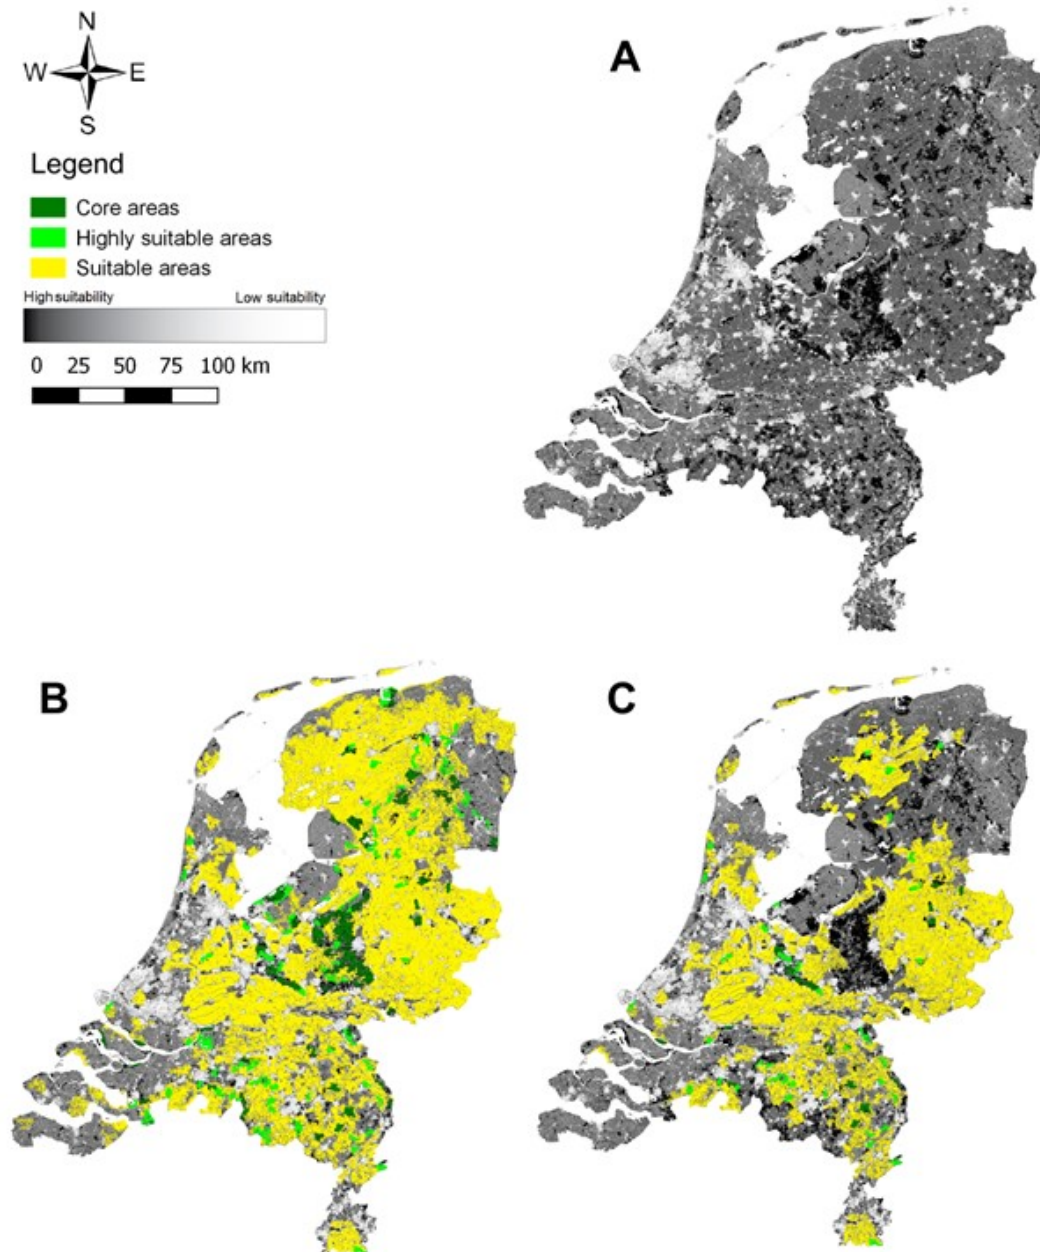 N
W E
S
A
Legend
Core areas
Highly suitable areas
Suitable areas
High suitability Low suitability
0 25 50 75 100 km
B
C